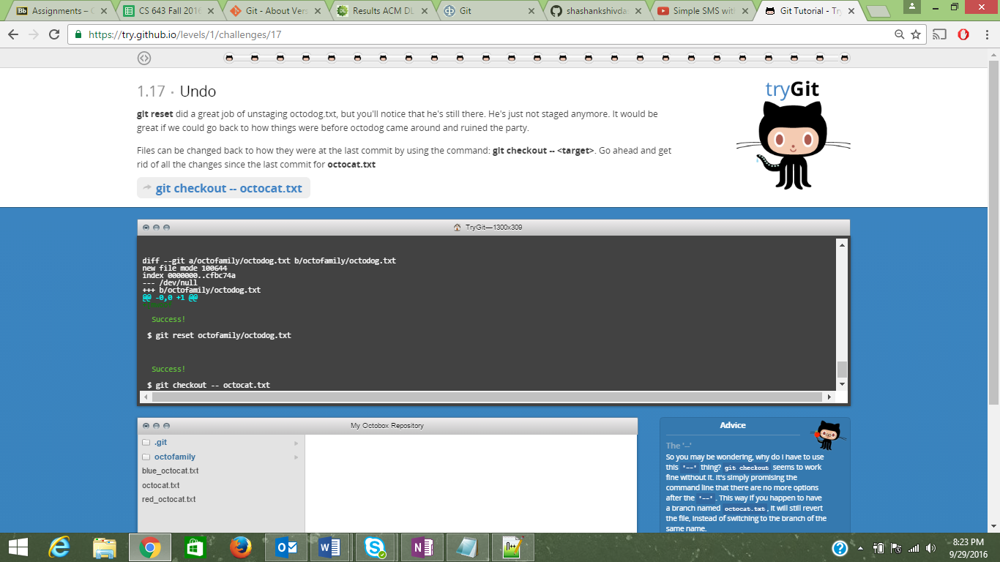 Assignments – C
CS 643 Fall 2016
Git - About Vers
Results ACM DL
Git
shashankshivda
Simple SMS with
Git Tutorial - Try
https://try.github.io/levels/1/challenges/17
1.17 · Undo
tryGit
git reset did a great job of unstaging octodog.txt, but you'll notice that he's still there. He's just not staged anymore. It would be
great if we could go back to how things were before octodog came around and ruined the party.
Files can be changed back to how they were at the last commit by using the command: git checkout -- <target>. Go ahead and get
rid of all the changes since the last commit for octocat.txt
git checkout -- octocat.txt
TryGit—1300x309
diff --git a/octofamily/octodog.txt b/octofamily/octodog.txt
new file mode 100644
index 0000000..cfbc74a
--- /dev/null
+++ b/octofamily/octodog.txt
@@ -0,0 +1 @@
Success!
$ git reset octofamily/octodog.txt
Success!
$ git checkout -- octocat.txt
My Octobox Repository
.git
octofamily
blue_octocat.txt
octocat.txt
red_octocat.txt
Advice
The '--'
So you may be wondering, why do I have to use
this '--' thing? git checkout seems to work
fine without it. It's simply promising the
command line that there are no more options
after the '--'. This way if you happen to have
a branch named octocat.txt, it will still revert
the file, instead of switching to the branch of the
same name.
8:23 PM
9/29/2016